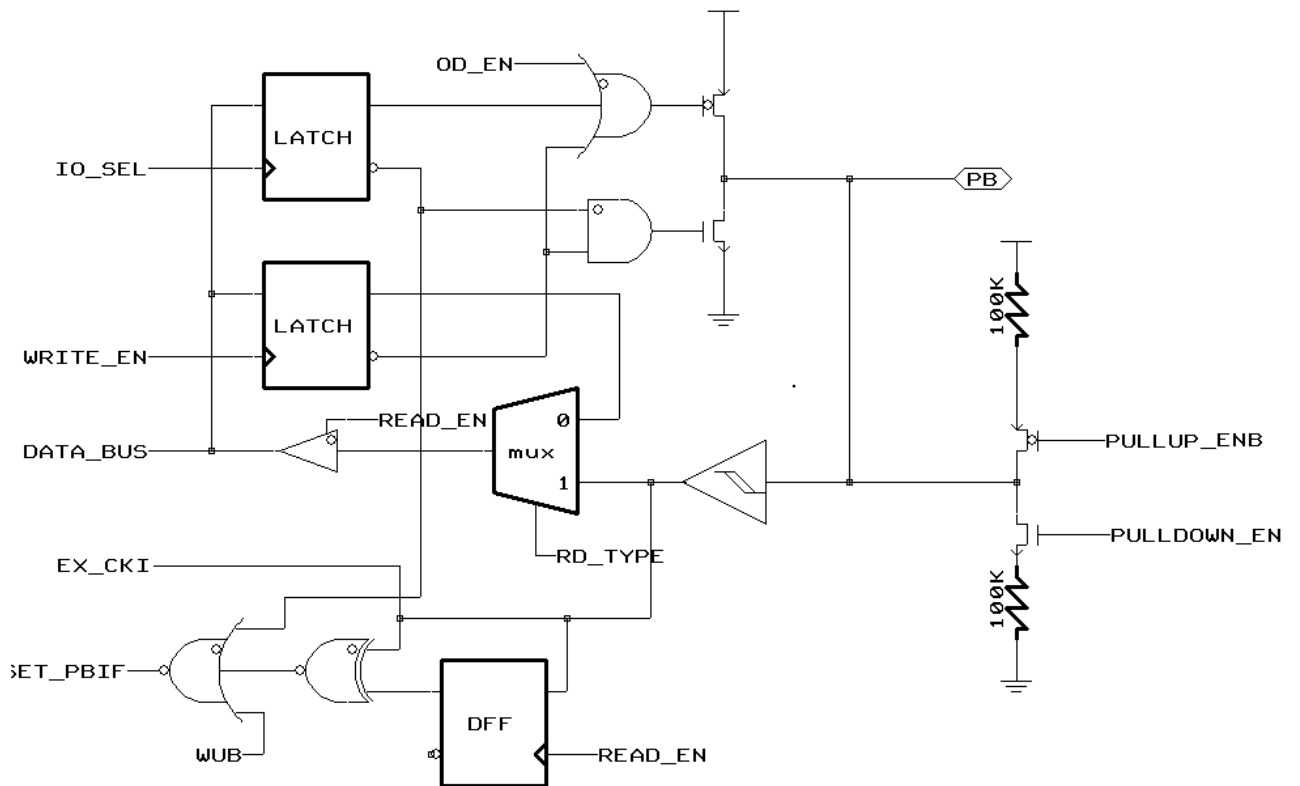 OD_EN
LATCH
IO_SEL
PB
100K
LATCH
WRITE_EN
READ_EN
0
PULLUP_ENB
DATA_BUS
mux
1
PULLDOWN_EN
RD_TYPE
EX_CKI
100K
SET_PBIF
DFF
WUB
READ_EN